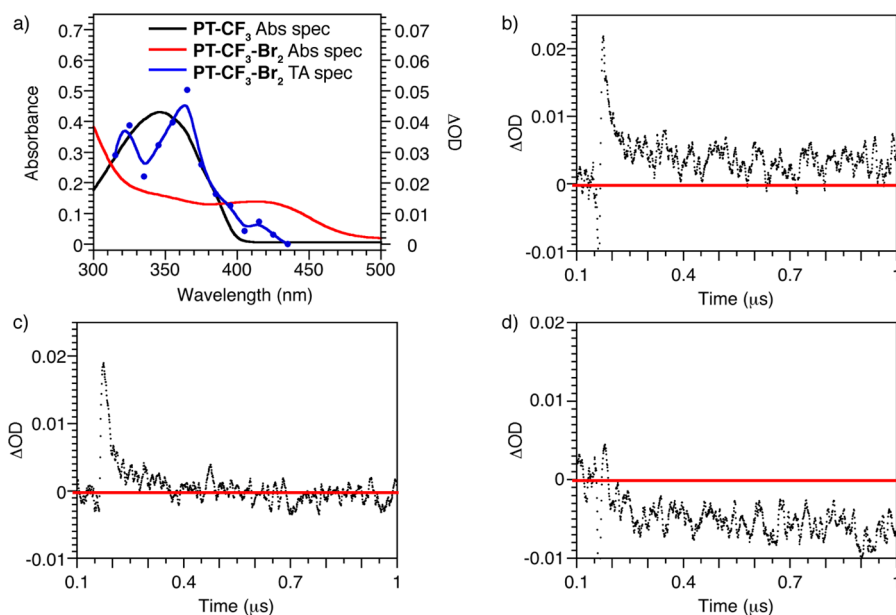 a)
PT-CF3 Abs spec
PT-CF3-Br2 Abs spec
PT-CF3-Br2 TA spec
Absorbance
0.7
0.6
0.5
0.4
0.3
0.2
0.1
0
0.07
0.06
0.05
0.04
0.03
0.02
0.01
0
ΔOD
300 350 400 450 500
Wavelength (nm)
b)
ΔOD
0.02
0.01
0
-0.01
0.1 0.4 0.7 1
Time (μs)
c)
ΔOD
0.02
0.01
0
-0.01
0.1 0.4 0.7 1
Time (μs)
d)
ΔOD
0.02
0.01
0
-0.01
0.1 0.4 0.7 1
Time (μs)